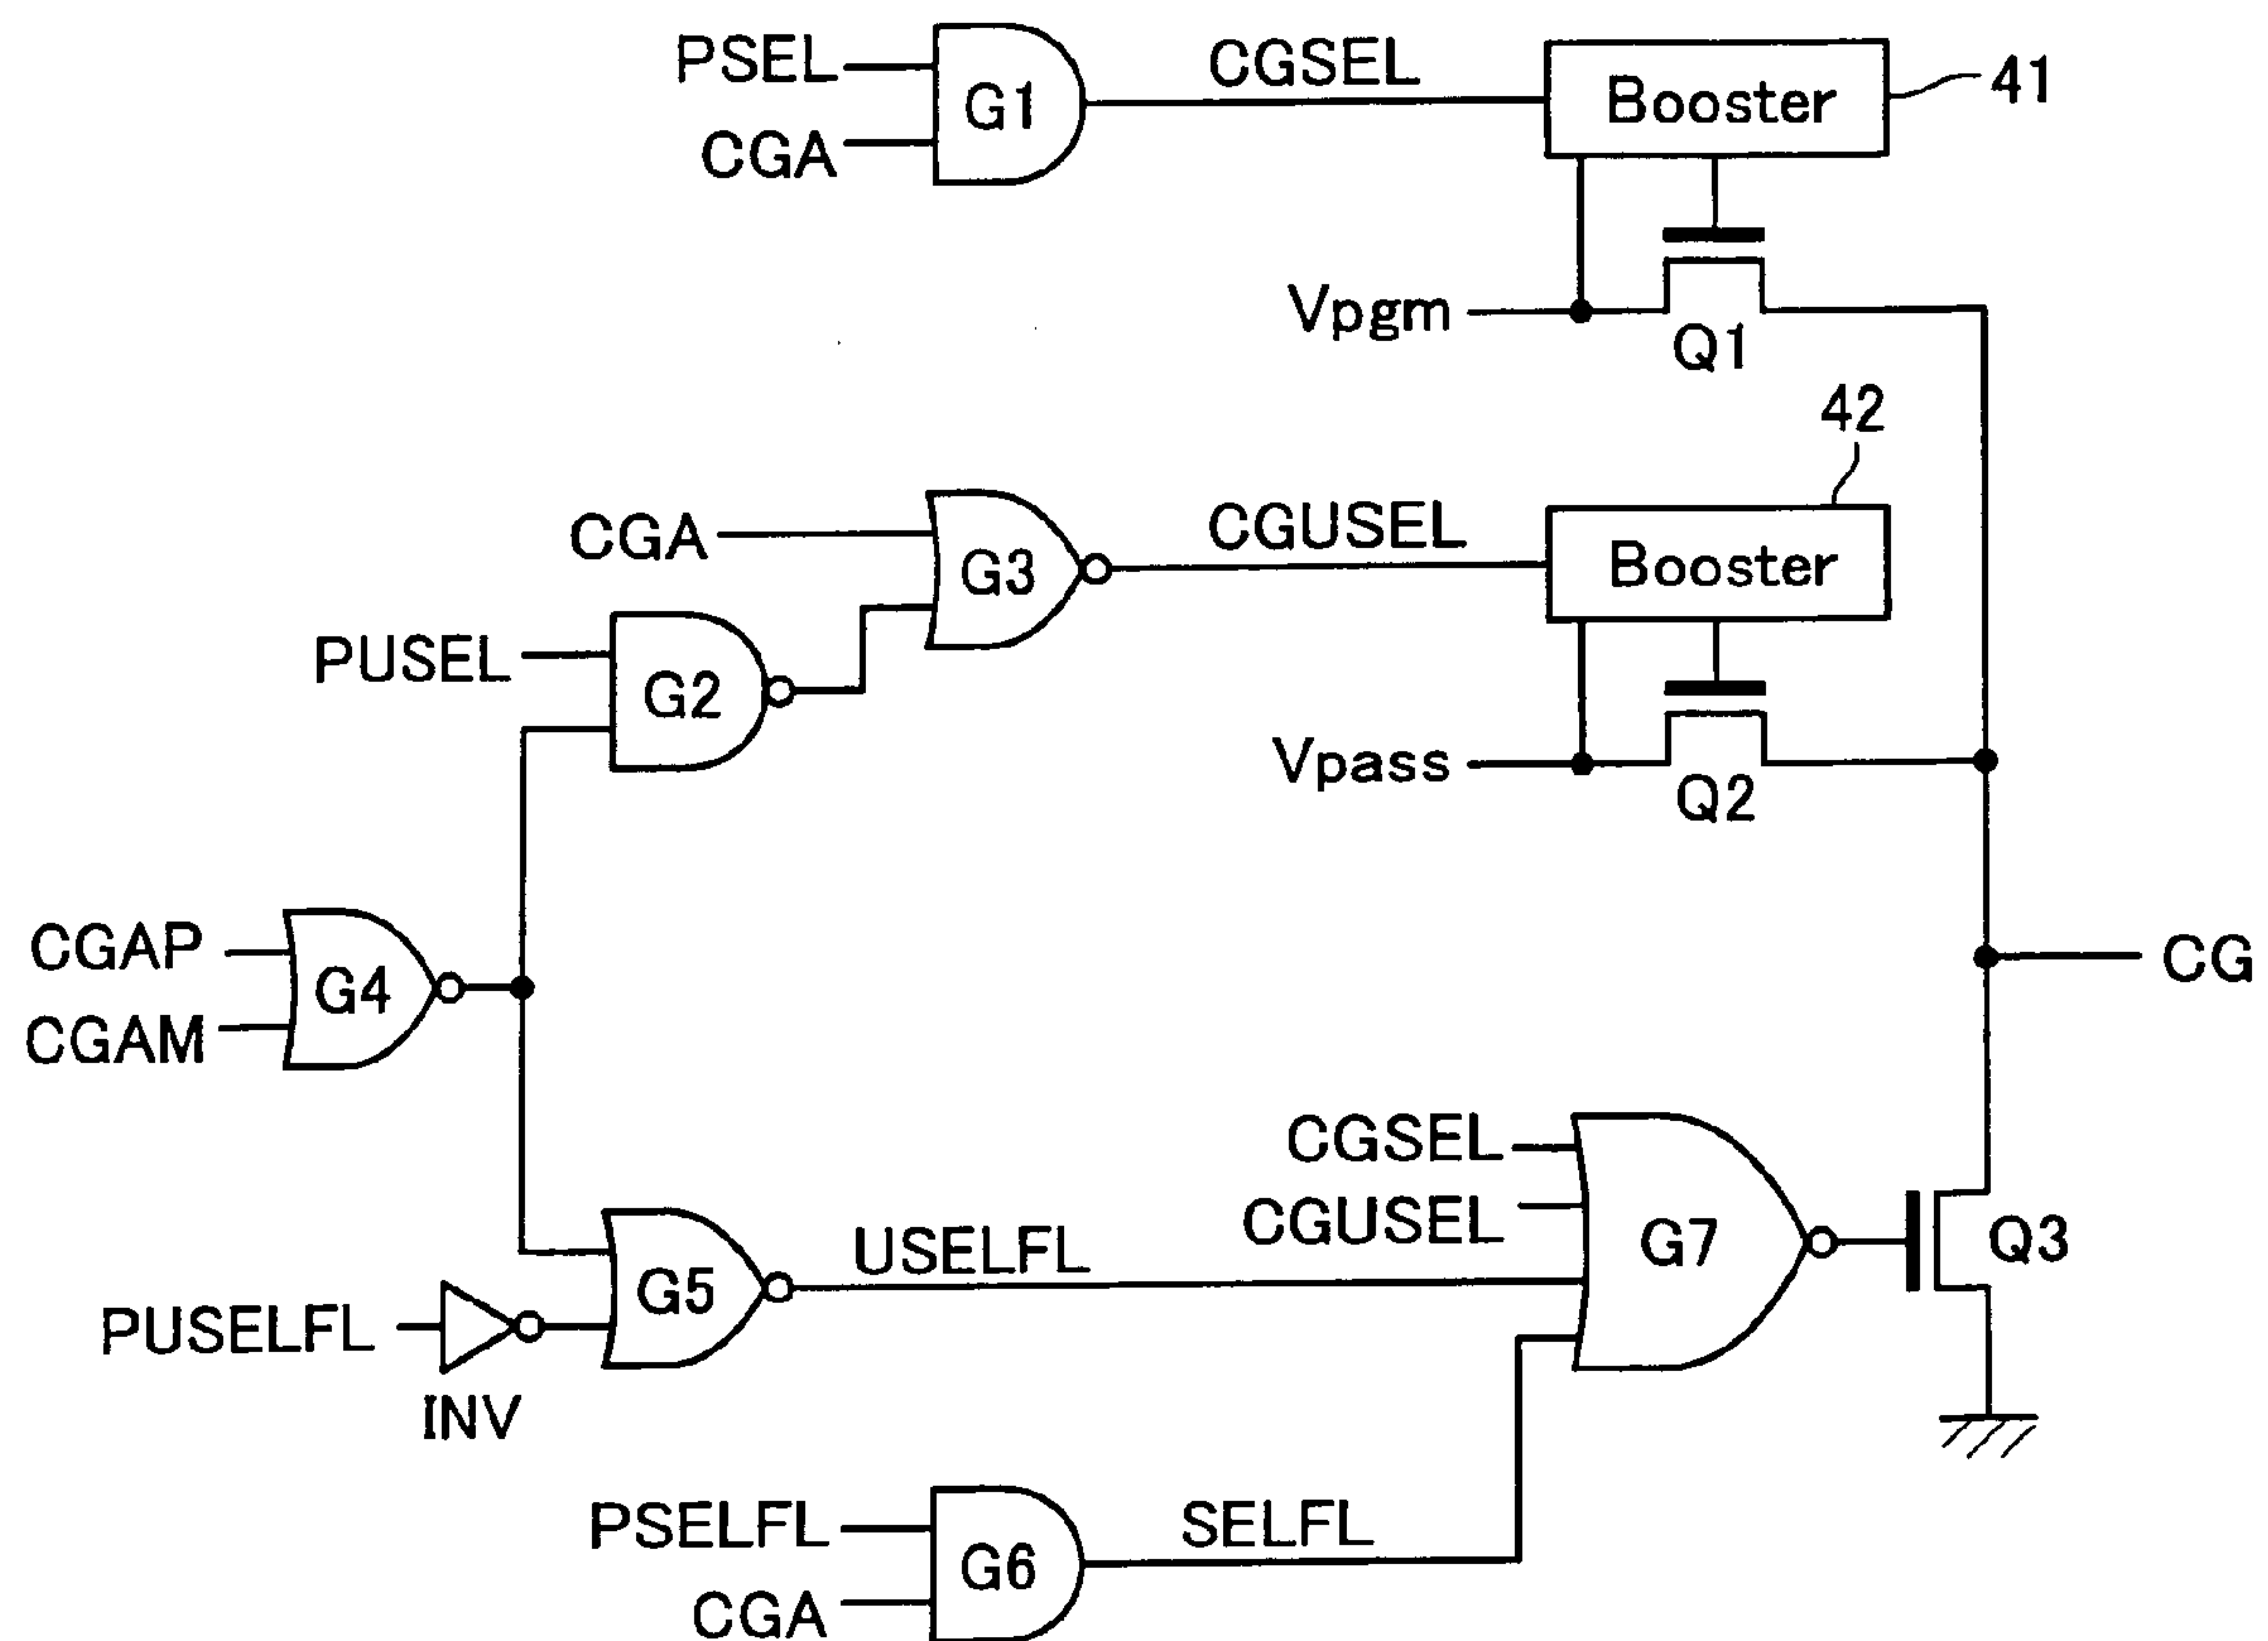 PSEL
CGA
G1
CGSEL
Booster
41
Vpgm
Q1
42
CGA
G3
CGUSEL
Booster
PUSEL
G2
Vpass
Q2
CGAP
CGAM
G4
CG
CGSEL
CGUSEL
G7
Q3
USELFL
G5
PUSELFL
INV
PSELFL
CGA
G6
SELFL